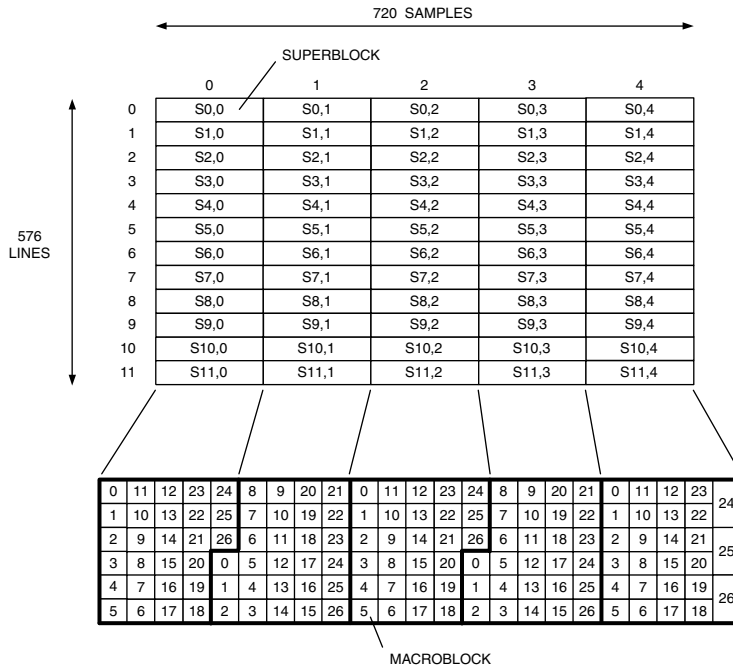 720 SAMPLES
SUPERBLOCK
0 1 2 3 4
0 S0,0 S0,1 S0,2 S0,3 S0,4
1 S1,0 S1,1 S1,2 S1,3 S1,4
2 S2,0 S2,1 S2,2 S2,3 S2,4
3 S3,0 S3,1 S3,2 S3,3 S3,4
4 S4,0 S4,1 S4,2 S4,3 S4,4
5 S5,0 S5,1 S5,2 S5,3 S5,4
576
LINES
6 S6,0 S6,1 S6,2 S6,3 S6,4
7 S7,0 S7,1 S7,2 S7,3 S7,4
8 S8,0 S8,1 S8,2 S8,3 S8,4
9 S9,0 S9,1 S9,2 S9,3 S9,4
10 S10,0 S10,1 S10,2 S10,3 S10,4
11 S11,0 S11,1 S11,2 S11,3 S11,4
0 11 12 23 24 8 9 20 21 0 11 12 23 24 8 9 20 21 0 11 12 23 24
1 10 13 22 25 7 10 19 22 1 10 13 22 25 7 10 19 22 1 10 13 22
2 9 14 21 26 6 11 18 23 2 9 14 21 26 6 11 18 23 2 9 14 21 25
3 8 15 20 0 5 12 17 24 3 8 15 20 0 5 12 17 24 3 8 15 20
4 7 16 19 1 4 13 16 25 4 7 16 19 1 4 13 16 25 4 7 16 19 26
5 6 17 18 2 3 14 15 26 5 6 17 18 2 3 14 15 26 5 6 17 18
MACROBLOCK